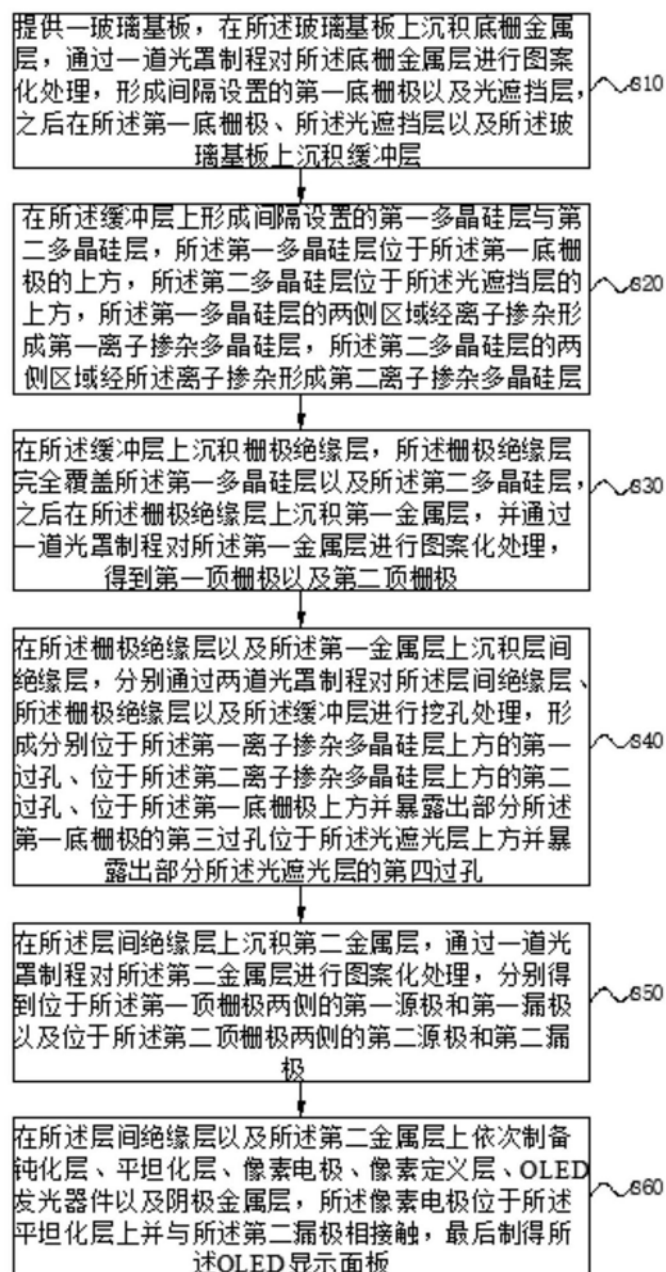 提供一玻璃基板，在所述玻璃基板上沉积底栅金属
层，通过一道光罩制程对所述底栅金属层进行图案
化处理，形成间隔设置的第一底栅极以及光遮挡层，
之后在所述第一底栅极、所述光遮挡层以及所述玻
璃基板上沉积缓冲层
S10
在所述缓冲层上形成间隔设置的第一多晶硅层与第
二多晶硅层，所述第一多晶硅层位于所述第一底栅
极的上方，所述第二多晶硅层位于所述光遮挡层的
上方，所述第一多晶硅层的两侧区域经离子掺杂形
成第一离子掺杂多晶硅层，所述第二多晶硅层的两
侧区域经所述离子掺杂形成第二离子掺杂多晶硅层
S20
在所述缓冲层上沉积栅极绝缘层，所述栅极绝缘层
完全覆盖所述第一多晶硅层以及所述第二多晶硅层，
之后在所述栅极绝缘层上沉积第一金属层，并通过
一道光罩制程对所述第一金属层进行图案化处理，
得到第一顶栅极以及第二顶栅极
S30
在所述栅极绝缘层以及所述第一金属层上沉积层间
绝缘层，分别通过两道光罩制程对所述层间绝缘层、
所述栅极绝缘层以及所述缓冲层进行挖孔处理，形
成分别位于所述第一离子掺杂多晶硅层上方的第一
过孔、位于所述第二离子掺杂多晶硅层上方的第二
过孔、位于所述第一底栅极上方并暴露出部分所述
第一底栅极的第三过孔位于所述光遮光层上方并暴
露出部分所述光遮光层的第四过孔
S40
在所述层间绝缘层上沉积第二金属层，通过一道光
罩制程对所述第二金属层进行图案化处理，分别得
到位于所述第一顶栅极两侧的第一源极和第一漏极
以及位于所述第二顶栅极两侧的第二源极和第二漏
极
S50
在所述层间绝缘层以及所述第二金属层上依次制备
钝化层、平坦化层、像素电极、像素定义层、OLED
发光器件以及阴极金属层，所述像素电极位于所述
平坦化层上并与所述第二漏极相接触，最后制得所
述OLED显示面板
S60